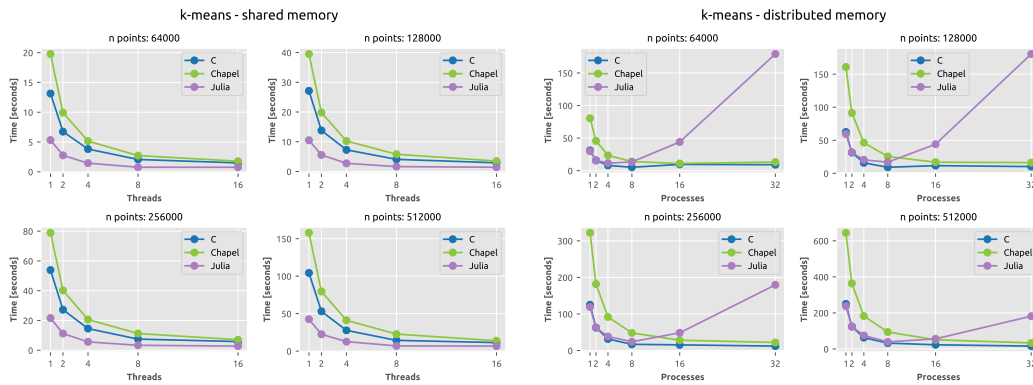 k-means - shared memory
n points: 64000
Time [seconds]
20
15
10
5
0
C
Chapel
Julia
1 2 4 8 16
Threads
n points: 128000
Time [seconds]
40
30
20
10
0
C
Chapel
Julia
1 2 4 8 16
Threads
n points: 256000
Time [seconds]
80
60
40
20
0
C
Chapel
Julia
1 2 4 8 16
Threads
n points: 512000
Time [seconds]
150
100
50
0
C
Chapel
Julia
1 2 4 8 16
Threads
k-means - distributed memory
n points: 64000
Time [seconds]
150
100
50
0
C
Chapel
Julia
1 2 4 8 16 32
Processes
n points: 128000
Time [seconds]
150
100
50
0
C
Chapel
Julia
1 2 4 8 16 32
Processes
n points: 256000
Time [seconds]
300
200
100
0
C
Chapel
Julia
1 2 4 8 16 32
Processes
n points: 512000
Time [seconds]
600
400
200
0
C
Chapel
Julia
1 2 4 8 16 32
Processes